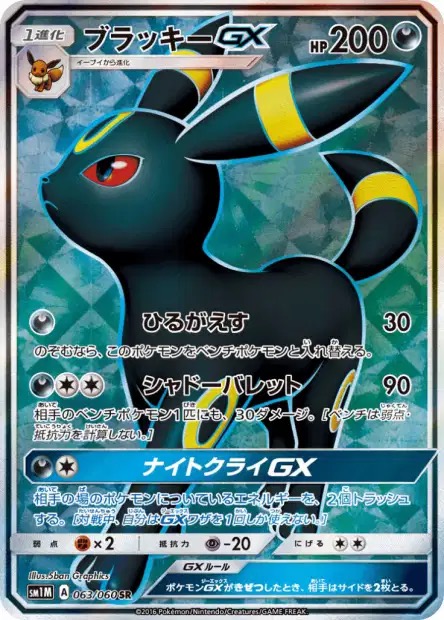 1進化 ブラッキーGX HP200
イーブイから進化
ひるがえす 30
のぞむなら、このポケモンをベンチポケモンと入れ替える。
シャドーバレット 90
相手のベンチポケモン1匹にも、30ダメージ。[ベンチは弱点・
抵抗力を計算しない。]
ナイトクライGX
相手の場のポケモンについているエネルギーを、2個トラッシュ
する。[対戦中、自分はGXワザを1回しか使えない。]
弱点 ×2 抵抗力 -20 にげる
GXルール
ポケモンGXがきぜつしたとき、相手はサイドを2枚とる。
Illus.5ban Graphics
SM1M A 063/060 SR
©2016 Pokémon/Nintendo/Creatures/GAME FREAK.